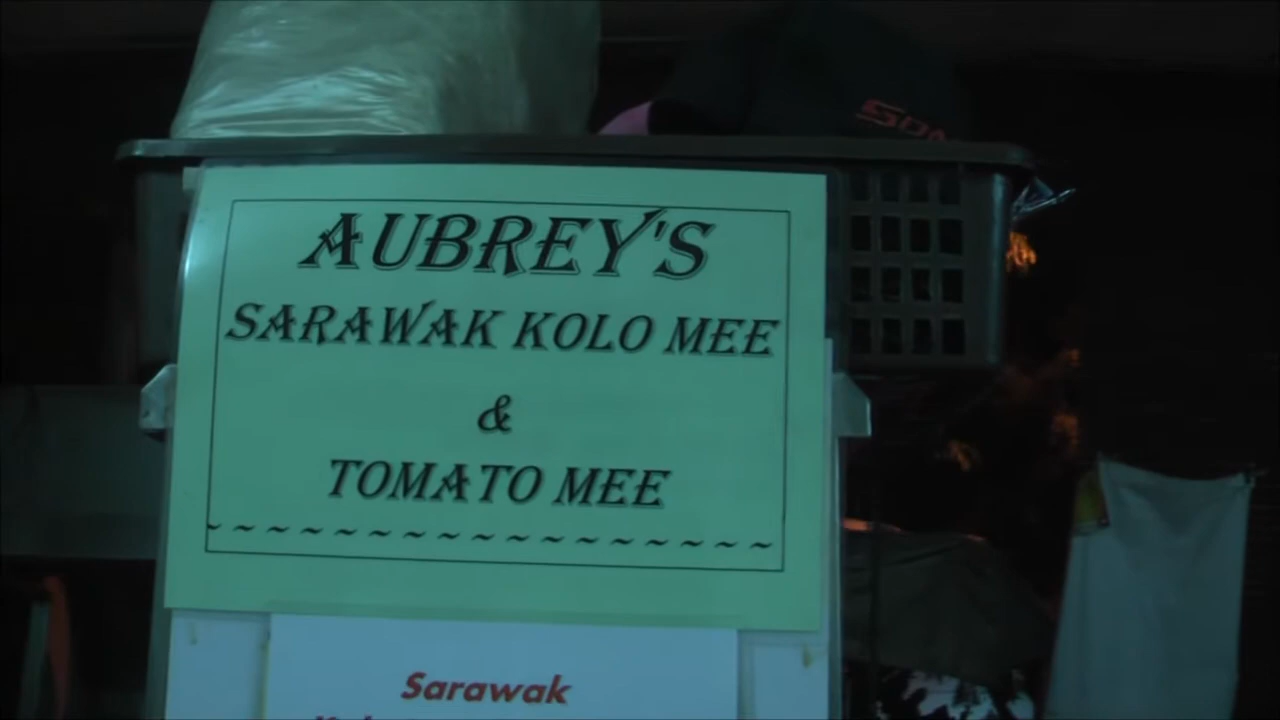 AUBREY'S
SARAWAK KOLO MEE
&
TOMATO MEE
~ ~ ~ ~ ~ ~ ~ ~ ~ ~ ~ ~ ~ ~ ~ ~ ~
Sarawak